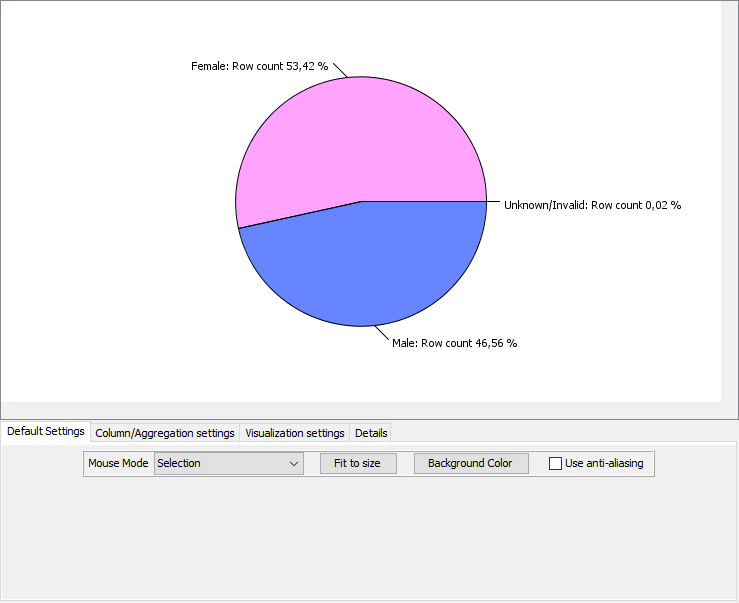 Female: Row count 53,42 %
Unknown/Invalid: Row count 0,02 %
Male: Row count 46,56 %
Default Settings Column/Aggregation settings Visualization settings Details
Mouse Mode Selection Fit to size Background Color Use anti-aliasing